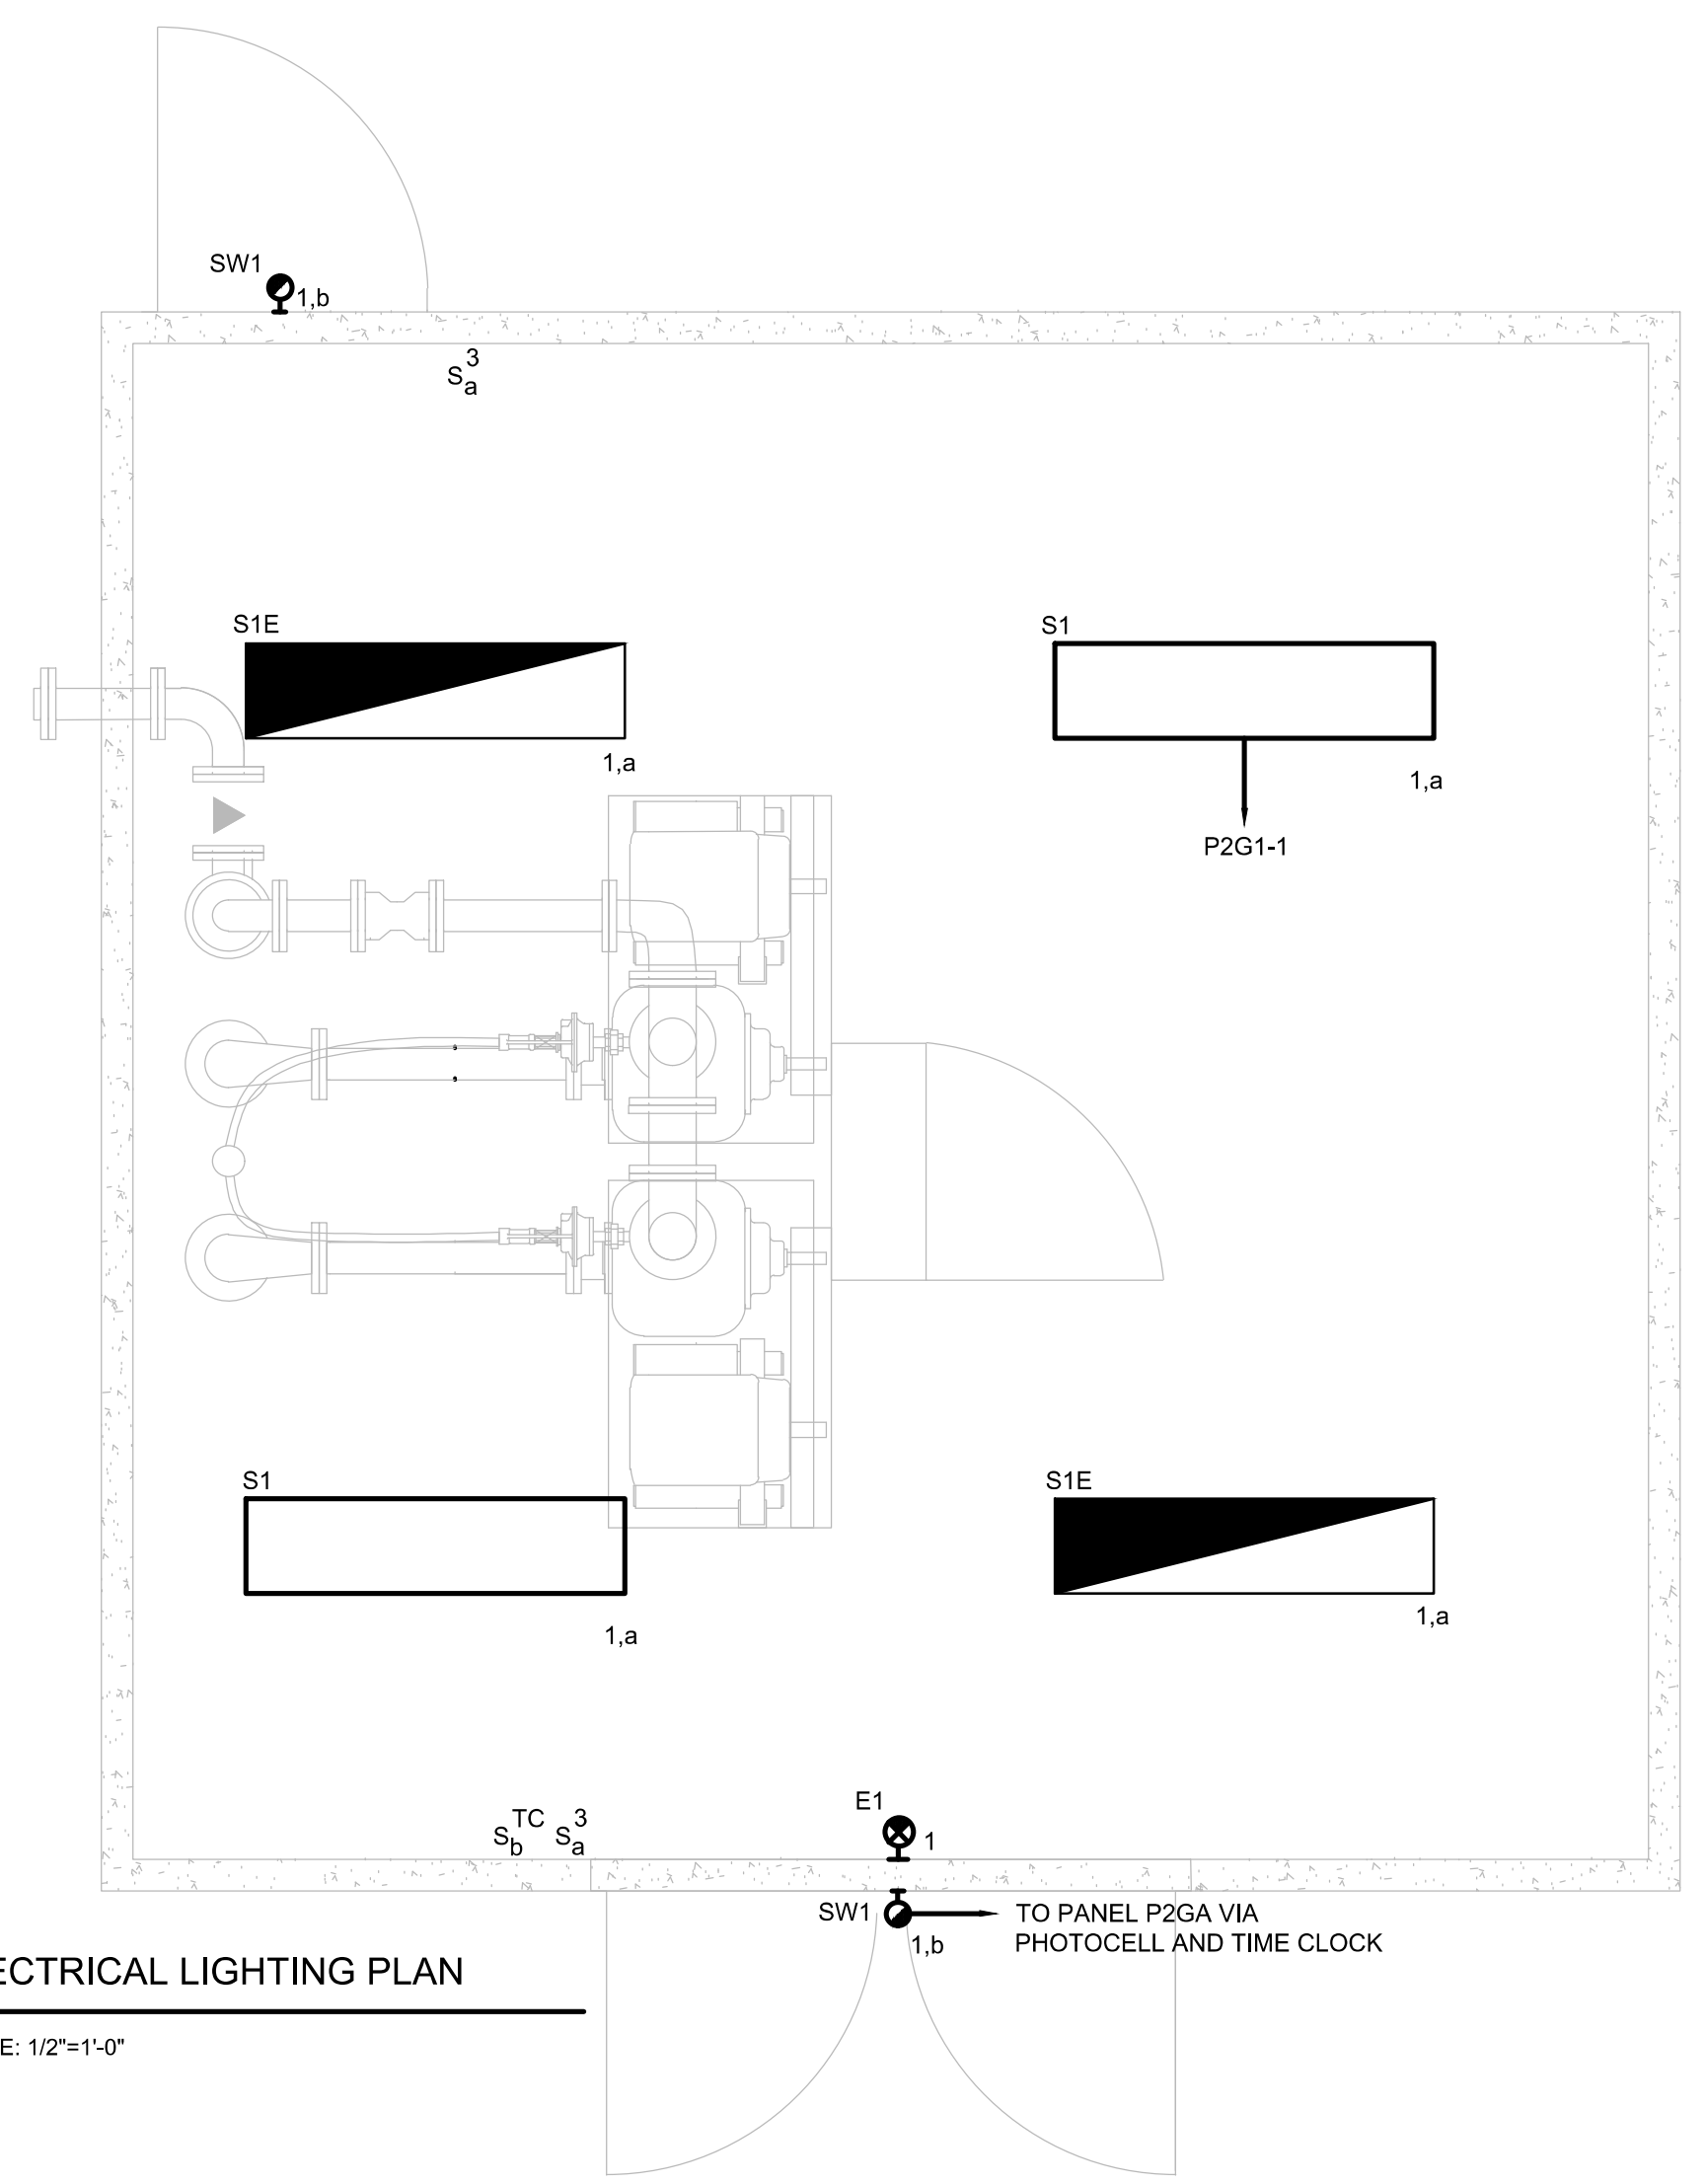 SW1
1,b
S a 3
S1E
S1
1,a
1,a
P2G1-1
S1
S1E
1,a
1,a
E1
1
S b TC S a 3
SW1
TO PANEL P2GA VIA
1,b
PHOTOCELL AND TIME CLOCK
ECTRICAL LIGHTING PLAN
E: 1/2"=1'-0"